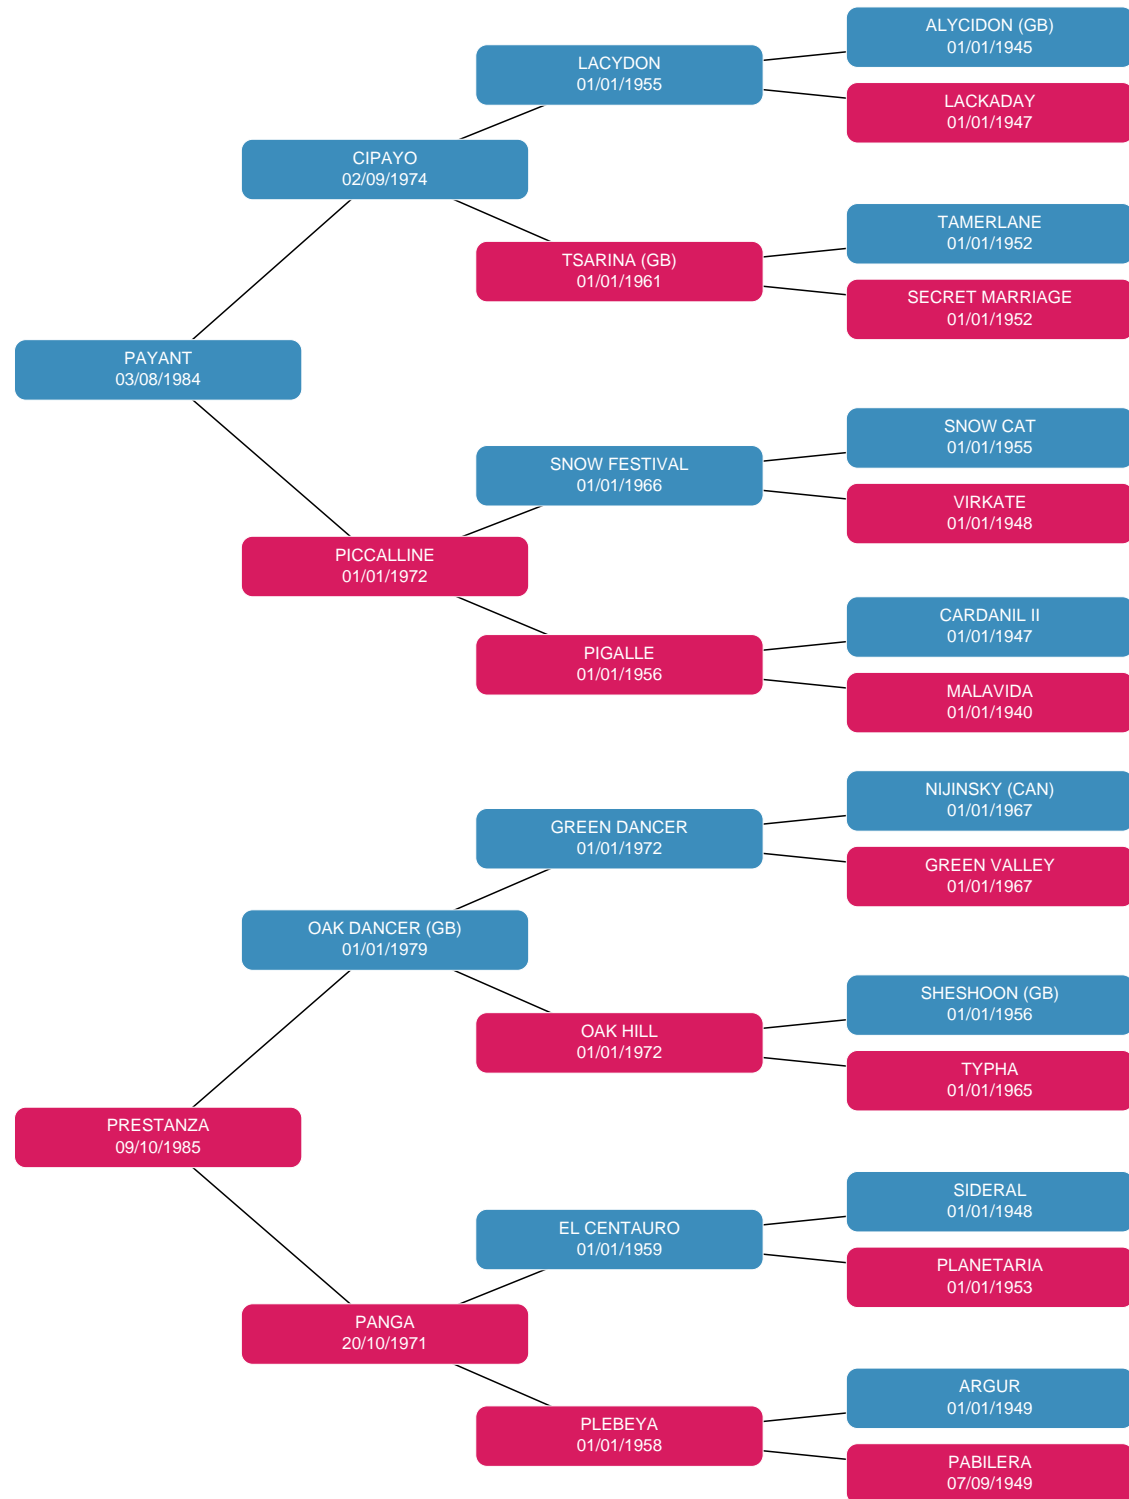 ALYCIDON (GB)
01/01/1945
LACYDON
01/01/1955
LACKADAY
01/01/1947
CIPAYO
02/09/1974
TAMERLANE
01/01/1952
TSARINA (GB)
01/01/1961
SECRET MARRIAGE
01/01/1952
PAYANT
03/08/1984
SNOW CAT
01/01/1955
SNOW FESTIVAL
01/01/1966
VIRKATE
01/01/1948
PICCALLINE
01/01/1972
CARDANIL II
01/01/1947
PIGALLE
01/01/1956
MALAVIDA
01/01/1940
NIJINSKY (CAN)
01/01/1967
GREEN DANCER
01/01/1972
GREEN VALLEY
01/01/1967
OAK DANCER (GB)
01/01/1979
SHESHOON (GB)
01/01/1956
OAK HILL
01/01/1972
TYPHA
01/01/1965
PRESTANZA
09/10/1985
SIDERAL
01/01/1948
EL CENTAURO
01/01/1959
PLANETARIA
01/01/1953
PANGA
20/10/1971
ARGUR
01/01/1949
PLEBEYA
01/01/1958
PABILERA
07/09/1949